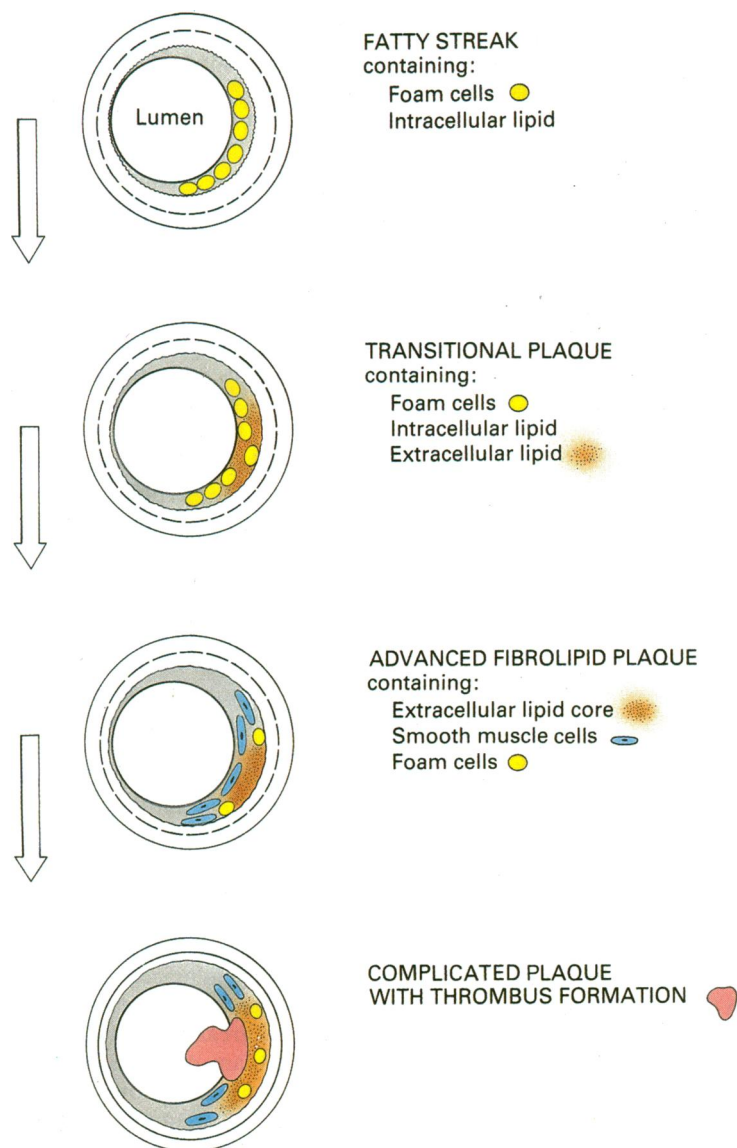 FATTY STREAK
containing:
Foam cells
Intracellular lipid
Lumen
TRANSITIONAL PLAQUE
containing:
Foam cells
Intracellular lipid
Extracellular lipid
ADVANCED FIBROLIPID PLAQUE
containing:
Extracellular lipid core
Smooth muscle cells
Foam cells
COMPLICATED PLAQUE
WITH THROMBUS FORMATION